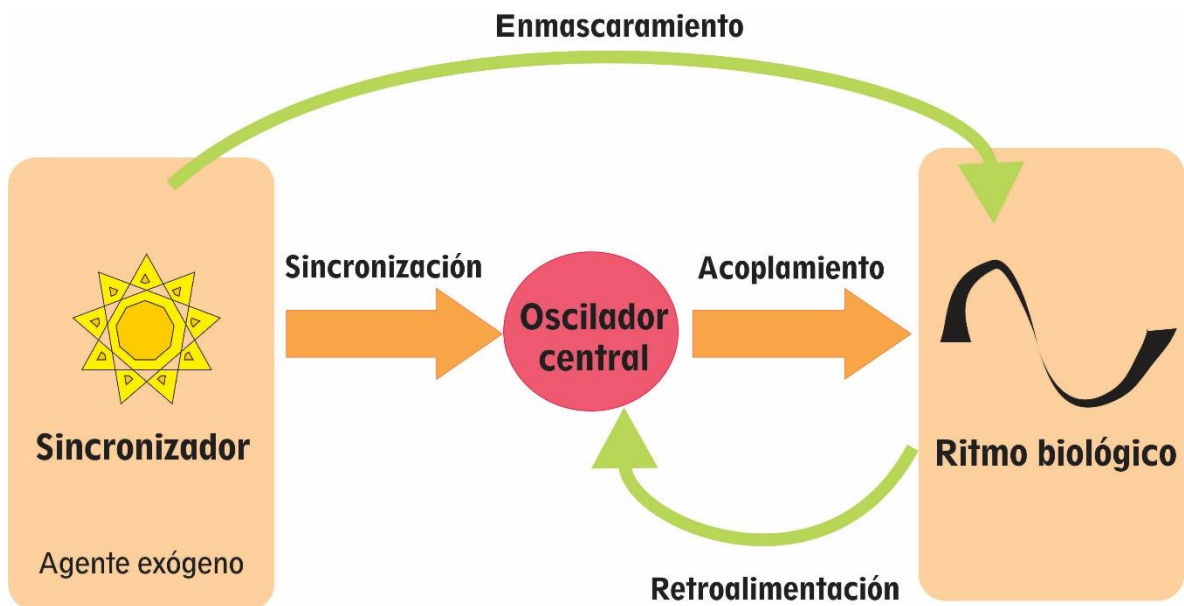 Enmascaramiento
Sincronización
Acoplamiento
Oscilador
central
Sincronizador
Ritmo biológico
Agente exógeno
Retroalimentación